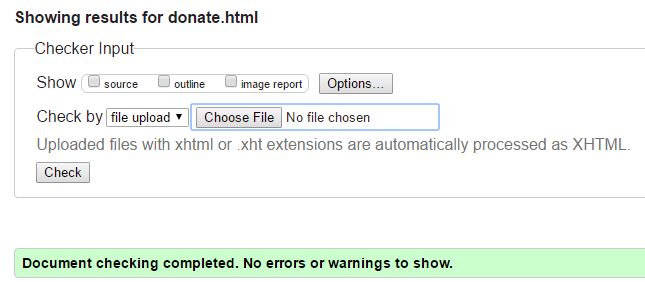 Showing results for donate.html
Checker Input
Show source outline image report Options...
Check by file upload Choose File No file chosen
Uploaded files with xhtml or .xht extensions are automatically processed as XHTML.
Check
Document checking completed. No errors or warnings to show.